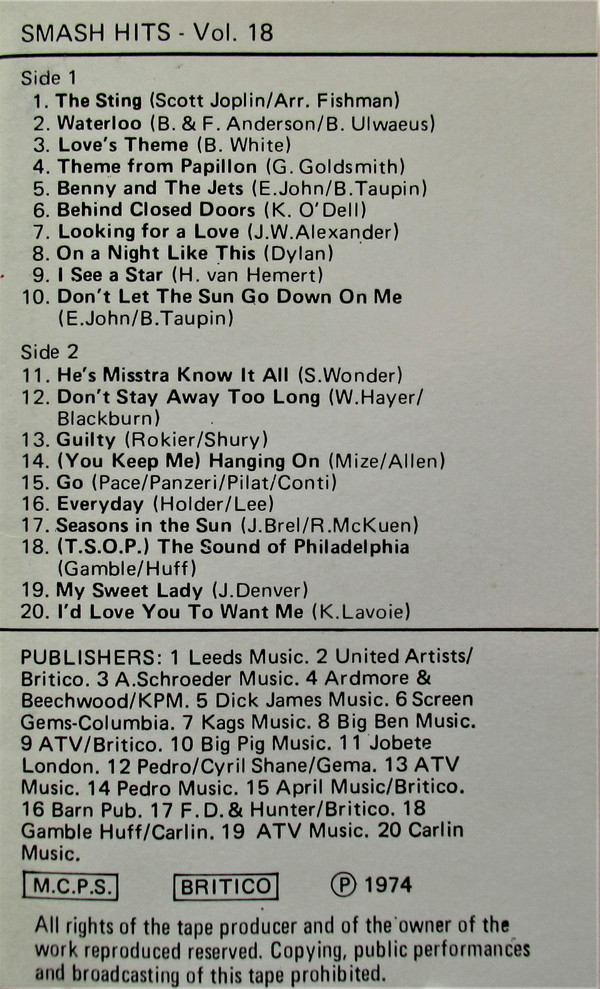 SMASH HITS - Vol. 18
Side 1
1. The Sting (Scott Joplin/Arr. Fishman)
2. Waterloo (B. & F. Anderson/B. Ulwaeus)
3. Love's Theme (B. White)
4. Theme from Papillon (G. Goldsmith)
5. Benny and The Jets (E.John/B.Taupin)
6. Behind Closed Doors (K. O'Dell)
7. Looking for a Love (J.W.Alexander)
8. On a Night Like This (Dylan)
9. I See a Star (H. van Hemert)
10. Don't Let The Sun Go Down On Me
(E.John/B.Taupin)
Side 2
11. He's Misstra Know It All (S.Wonder)
12. Don't Stay Away Too Long (W.Hayer/
Blackburn)
13. Guilty (Rokier/Shury)
14. (You Keep Me) Hanging On (Mize/Allen)
15. Go (Pace/Panzeri/Pilat/Conti)
16. Everyday (Holder/Lee)
17. Seasons in the Sun (J.Brel/R.McKuen)
18. (T.S.O.P.) The Sound of Philadelphia
(Gamble/Huff)
19. My Sweet Lady (J.Denver)
20. I'd Love You To Want Me (K.Lavoie)
PUBLISHERS: 1 Leeds Music. 2 United Artists/
Britico. 3 A.Schroeder Music. 4 Ardmore &
Beechwood/KPM. 5 Dick James Music. 6 Screen
Gems-Columbia. 7 Kags Music. 8 Big Ben Music.
9 ATV/Britico. 10 Big Pig Music. 11 Jobete
London. 12 Pedro/Cyril Shane/Gema. 13 ATV
Music. 14 Pedro Music. 15 April Music/Britico.
16 Barn Pub. 17 F.D.& Hunter/Britico. 18
Gamble Huff/Carlin. 19 ATV Music. 20 Carlin
Music.
M.C.P.S. BRITICO Ⓟ 1974
All rights of the tape producer and of the owner of the
work reproduced reserved. Copying, public performances
and broadcasting of this tape prohibited.